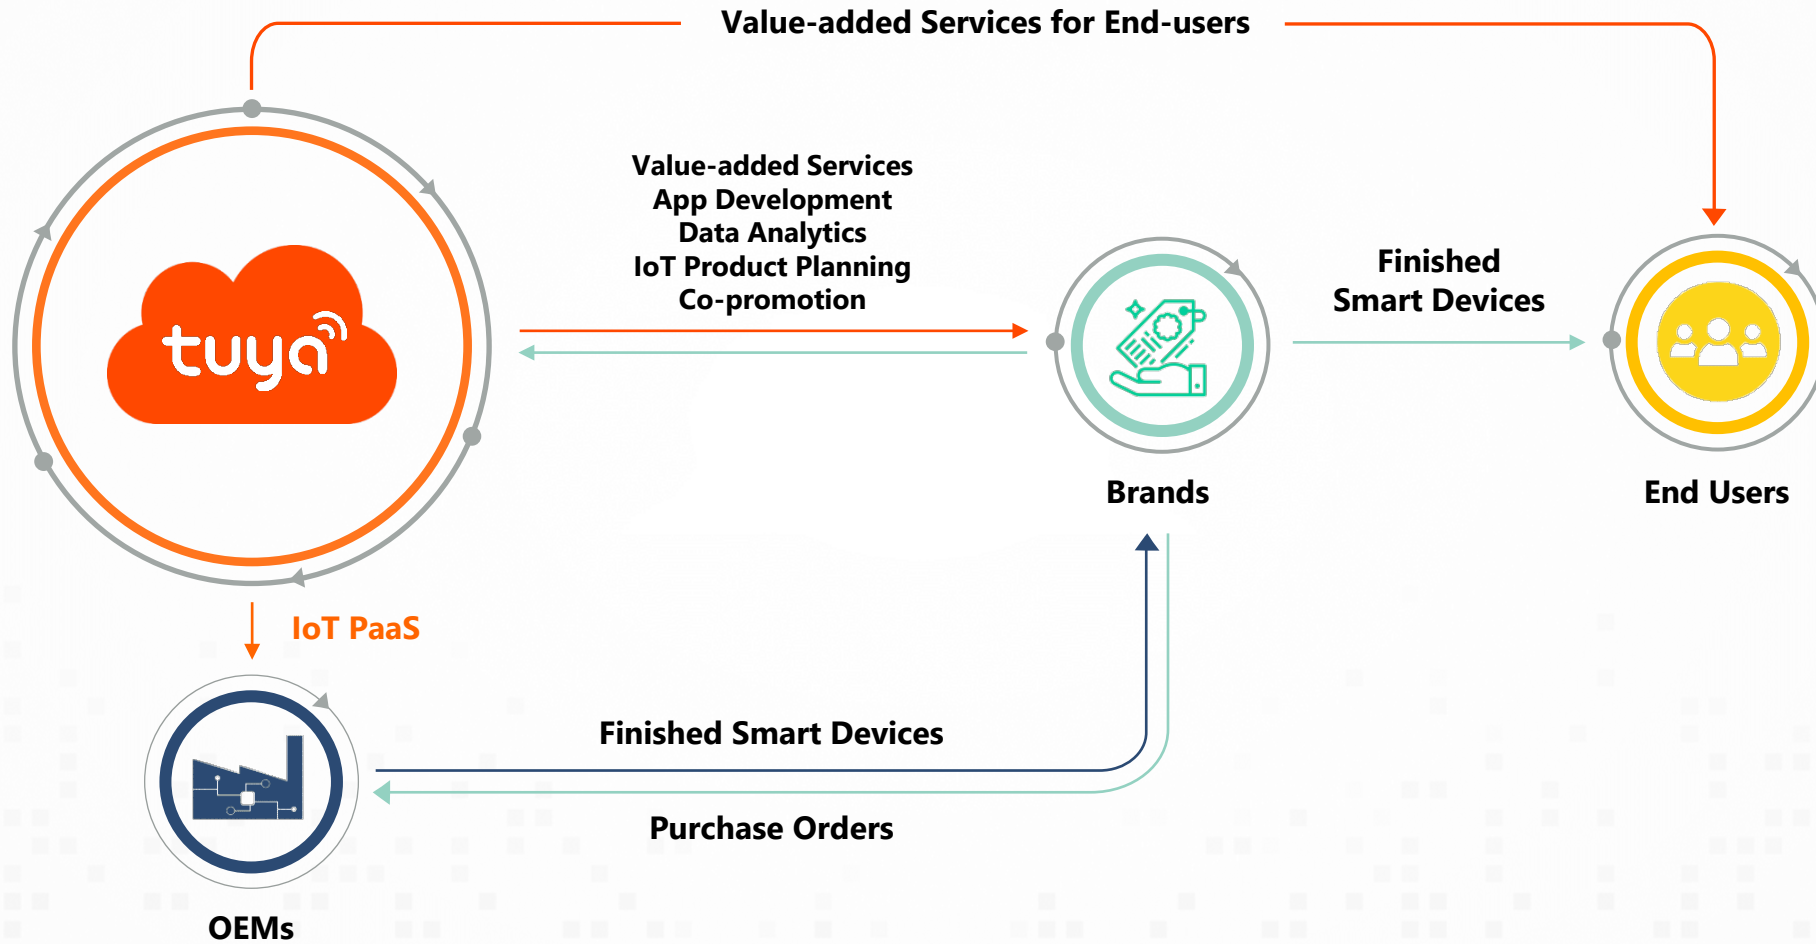 Value-added Services for End-users
Value-added Services
App Development
Data Analytics
IoT Product Planning
Co-promotion
Finished
Smart Devices
tuya
Brands
End Users
IoT PaaS
Finished Smart Devices
Purchase Orders
OEMs